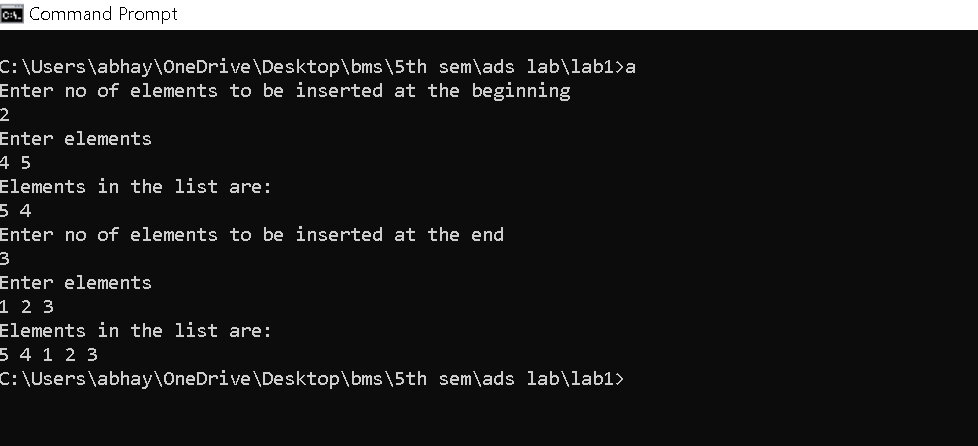 Command Prompt
C:\Users\abhay\OneDrive\Desktop\bms\5th sem\ads lab\lab1>a
Enter no of elements to be inserted at the beginning
2
Enter elements
4 5
Elements in the list are:
5 4
Enter no of elements to be inserted at the end
3
Enter elements
1 2 3
Elements in the list are:
5 4 1 2 3
C:\Users\abhay\OneDrive\Desktop\bms\5th sem\ads lab\lab1>